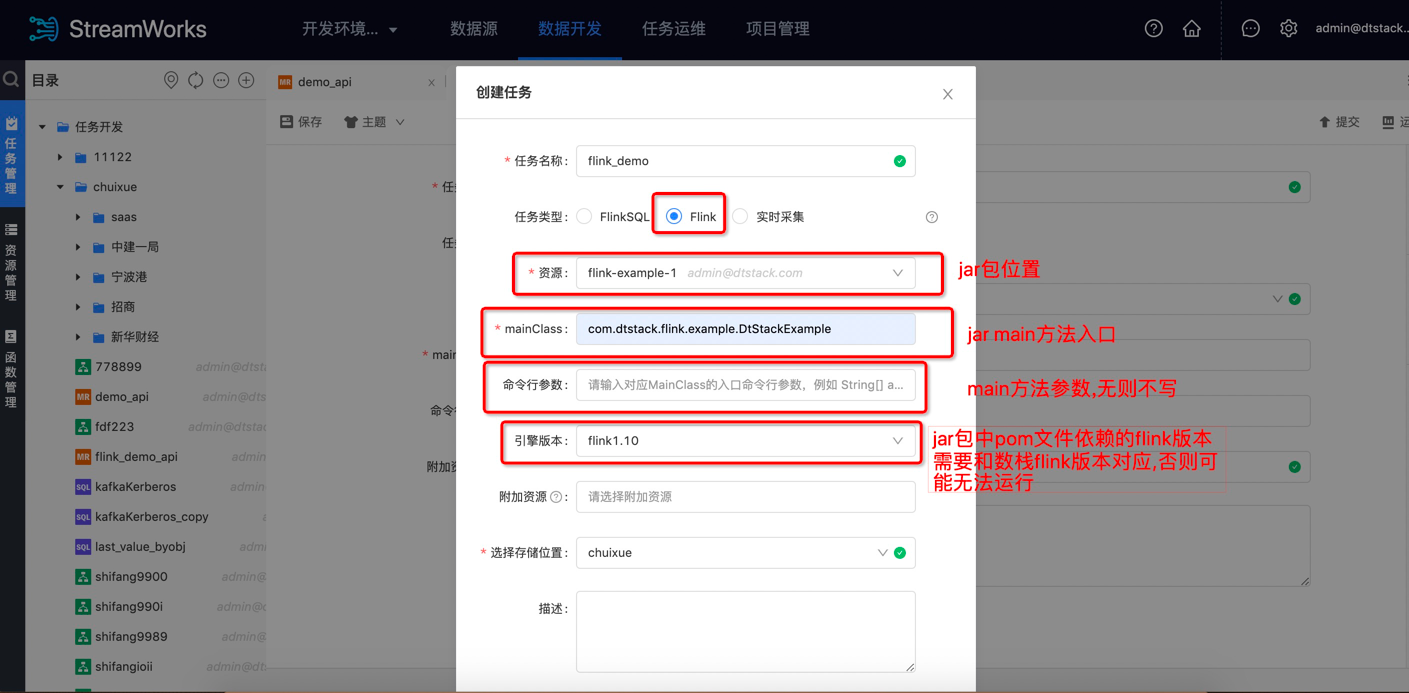 StreamWorks
开发环境...
数据源
数据开发
任务运维
项目管理
admin@dtstack...
目录
MR demo_api
任务管理
资源管理
函数管理
任务开发
11122
chuixue
saas
中建一局
宁波港
招商
新华财经
778899 admin@dtst
MR demo_api admin@dts
fdf223 admin@dtstac
MR flink_demo_api admin
SQL kafkaKerberos admin
SQL kafkaKerberos_copy a
SQL last_value_byobj admi
shifang9900 admin@
shifang990i admin@d
shifang9989 admin@
shifangioii admin@dt
保存
主题
提交
运
* 任
任
* main
命令行
附加资
创建任务
* 任务名称: flink_demo
任务类型: FlinkSQL Flink 实时采集
* 资源: flink-example-1 admin@dtstack.com
jar包位置
* mainClass: com.dtstack.flink.example.DtStackExample
jar main方法入口
命令行参数: 请输入对应MainClass的入口命令行参数，例如 String[] a...
main方法参数,无则不写
引擎版本: flink1.10
jar包中pom文件依赖的flink版本
需要和数栈flink版本对应,否则可
能无法运行
附加资源: 请选择附加资源
* 选择存储位置: chuixue
描述: